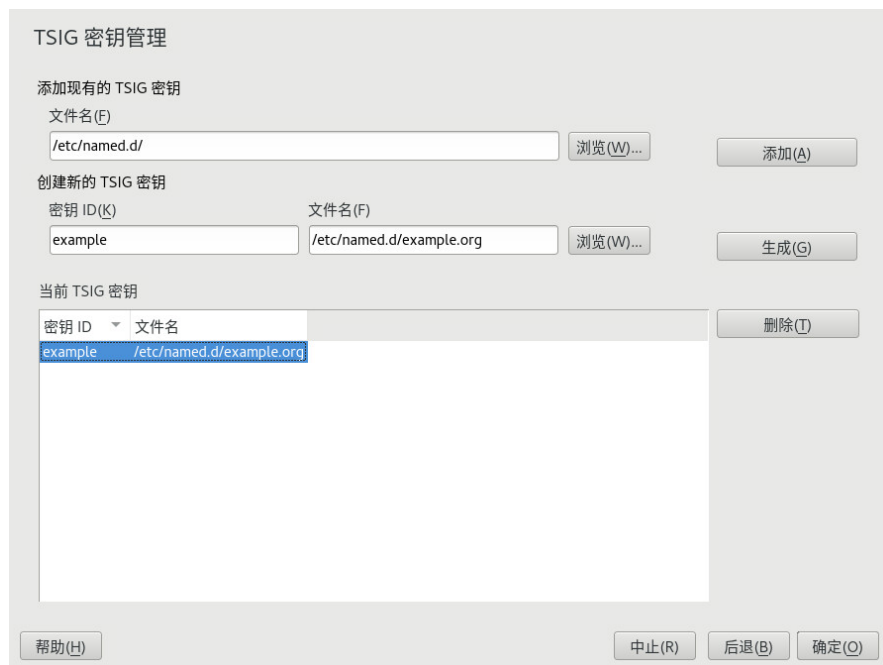 TSIG 密钥管理
添加现有的 TSIG 密钥
文件名(F)
/etc/named.d/ 浏览(W)... 添加(A)
创建新的 TSIG 密钥
密钥 ID(K) 文件名(F)
example /etc/named.d/example.org 浏览(W)... 生成(G)
当前 TSIG 密钥
密钥 ID 文件名 删除(T)
example /etc/named.d/example.org
帮助(H) 中止(R) 后退(B) 确定(O)